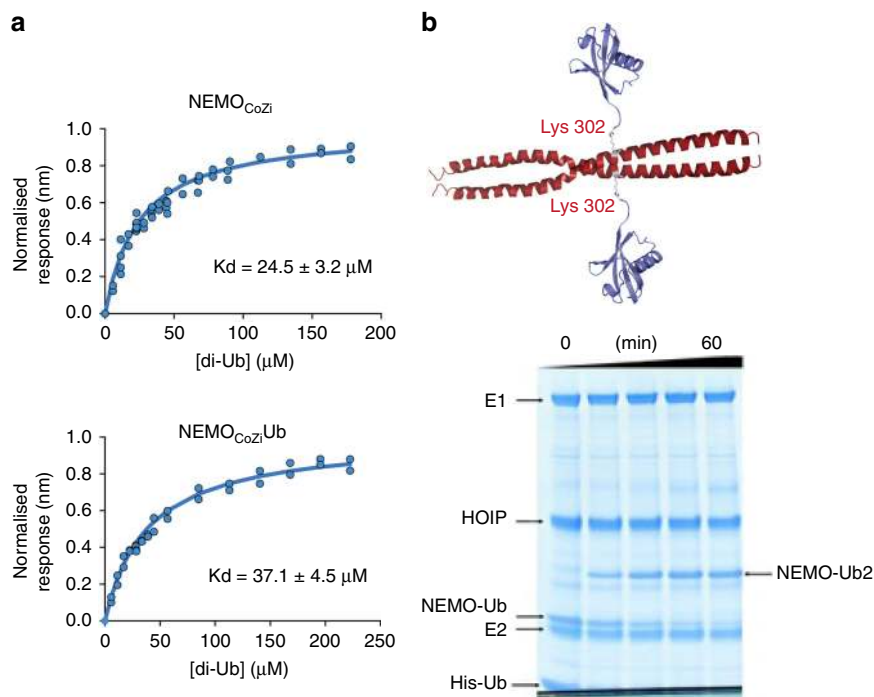 a
NEMOCoZi
Normalised
response (nm)
1.0
0.8
0.6
0.4
0.2
0.0
Kd = 24.5 ± 3.2 μM
0 50 100 150 200
[di-Ub] (μM)
NEMOCoZiUb
Normalised
response (nm)
1.0
0.8
0.6
0.4
0.2
0.0
Kd = 37.1 ± 4.5 μM
0 50 100 150 200 250
[di-Ub] (μM)
b
Lys 302
Lys 302
0 (min) 60
E1
HOIP
NEMO-Ub2
NEMO-Ub
E2
His-Ub